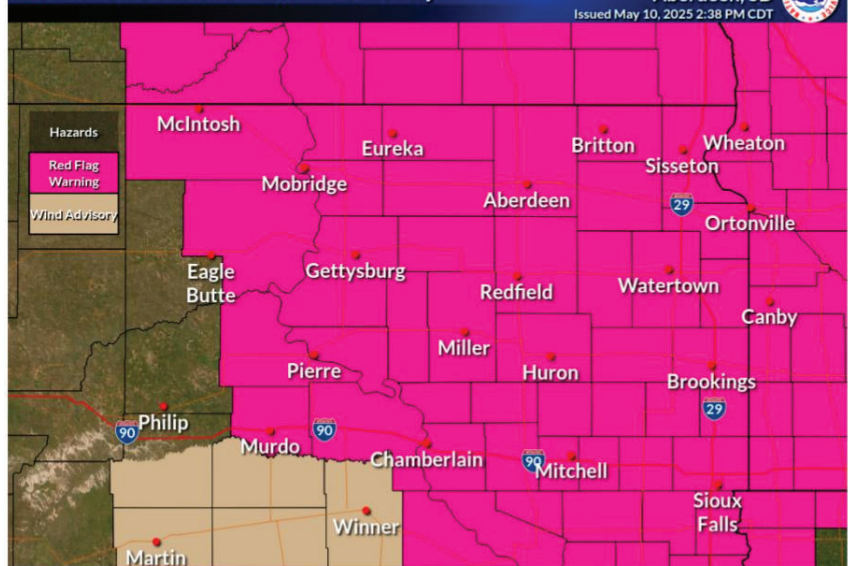 Issued May 10, 2025 2:38 PM CDT
Hazards
Red Flag
Warning
Wind Advisory
McIntosh
Eureka
Britton
Wheaton
Sisseton
Mobridge
Aberdeen
29
Ortonville
Eagle
Butte
Gettysburg
Redfield
Watertown
Canby
Miller
Pierre
Huron
Brookings
29
Philip
90
90
Murdo
Chamberlain
90
Mitchell
Sioux
Falls
Winner
Martin